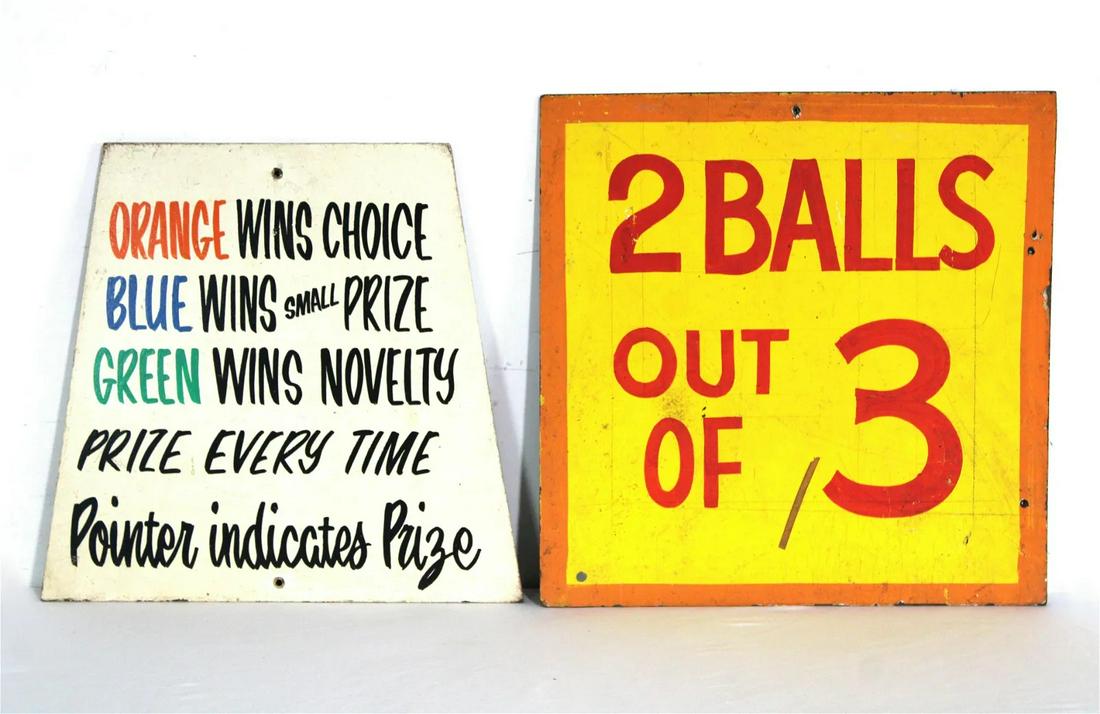 ORANGE WINS CHOICE
BLUE WINS SMALL PRIZE
GREEN WINS NOVELTY
PRIZE EVERY TIME
Pointer indicates Prize
2 BALLS
OUT
OF 3